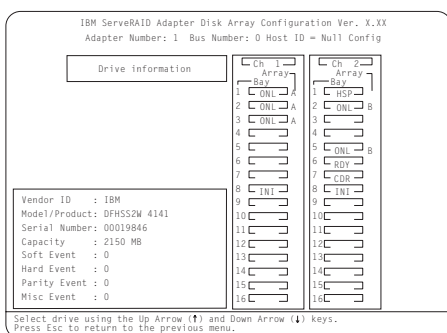 IBM ServeRAID Adapter Disk Array Configuration Ver. X.XX
Adapter Number: 1 Bus Number: 0 Host ID = Null Config
Drive information
Ch 1 Ch 2
Array Array
Bay Bay
1 ONL A 1 HSP
2 ONL A 2 ONL B
3 ONL A 3
4 4
5 5 ONL B
6 6 RDY
7 7 CDR
8 INI 8 INI
9 9
10 10
11 11
12 12
13 13
14 14
15 15
16 16
Vendor ID : IBM
Model/Product: DFHSS2W 4141
Serial Number: 00019846
Capacity : 2150 MB
Soft Event : 0
Hard Event : 0
Parity Event : 0
Misc Event : 0
Select drive using the Up Arrow (↑) and Down Arrow (↓) keys.
Press Esc to return to the previous menu.